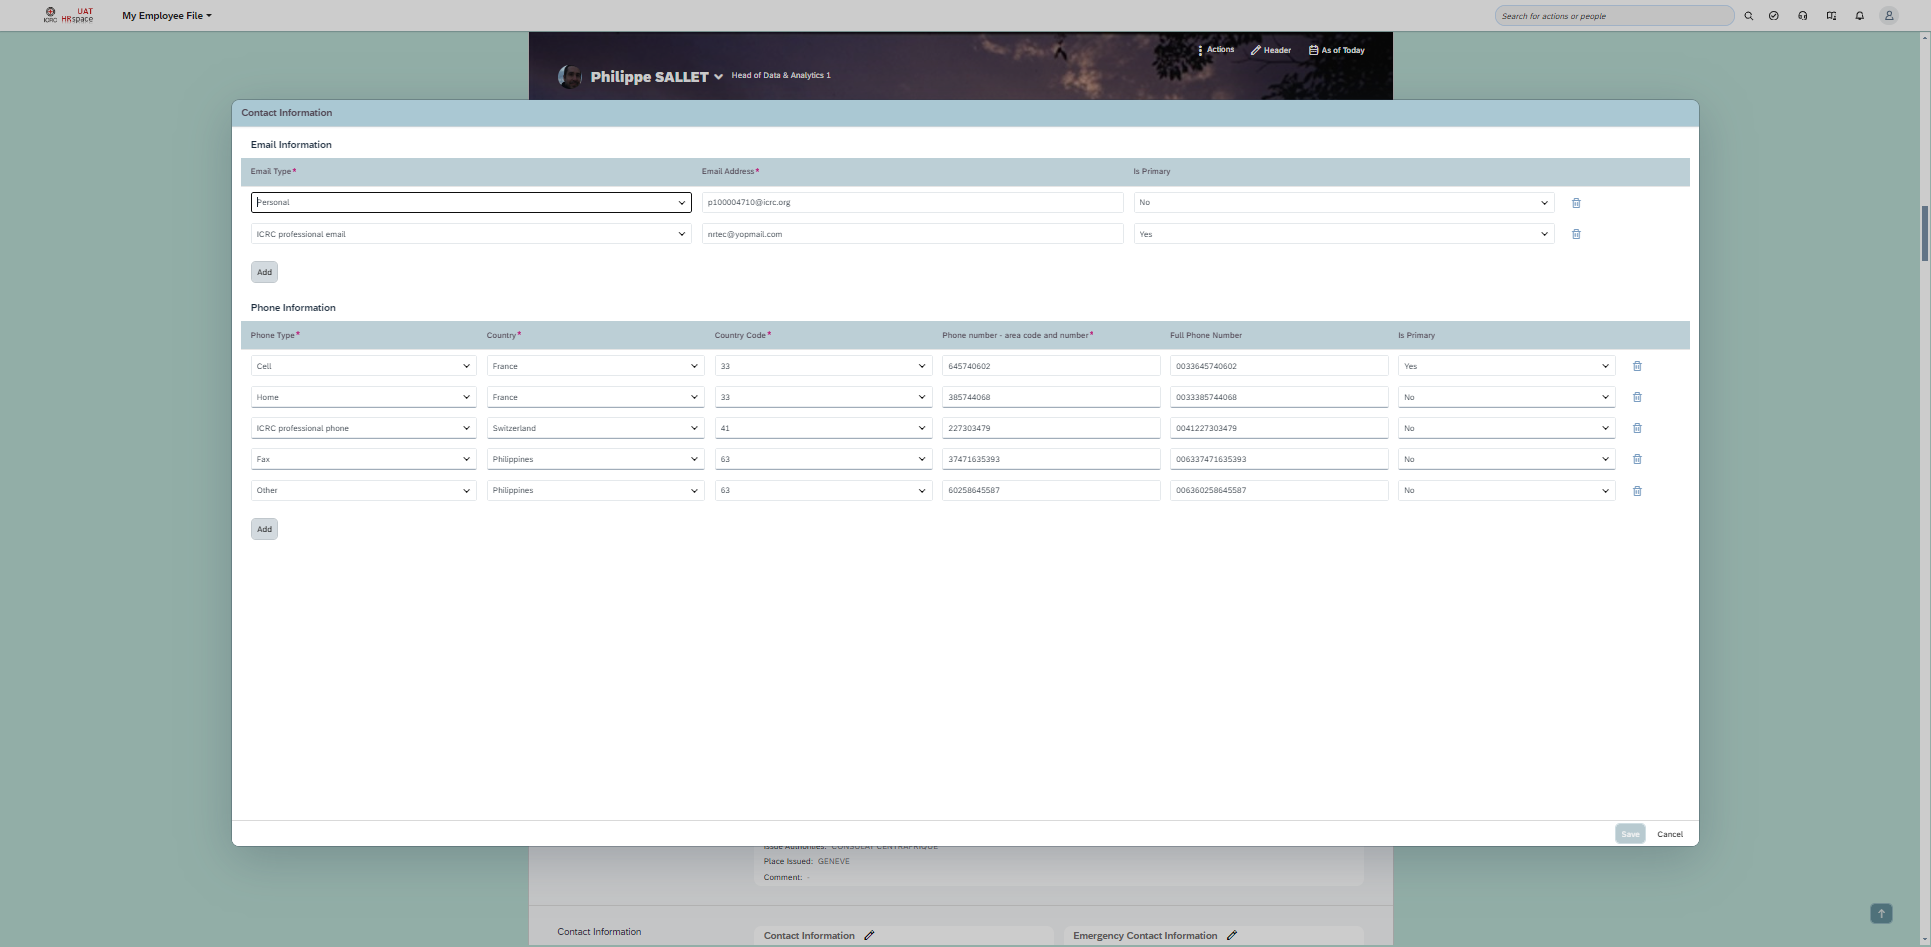 ICRC UAT HRspace My Employee File Search for actions or people
Actions Header As of Today
Philippe SALLET Head of Data & Analytics 1
Contact Information
Email Information
Email Type* Email Address* Is Primary
Personal p100004710@icrc.org No
ICRC professional email nrtec@yopmail.com Yes
Add
Phone Information
Phone Type* Country* Country Code* Phone number - area code and number* Full Phone Number Is Primary
Cell France 33 645740602 0033645740602 Yes
Home France 33 385744068 0033385744068 No
ICRC professional phone Switzerland 41 227303479 0041227303479 No
Fax Philippines 63 37471635393 006337471635393 No
Other Philippines 63 60258645587 006360258645587 No
Add
Save Cancel
Issue Authorities: CONSULAT CENTRAFRIQUE
Place Issued: GENEVE
Comment: -
Contact Information Contact Information Emergency Contact Information